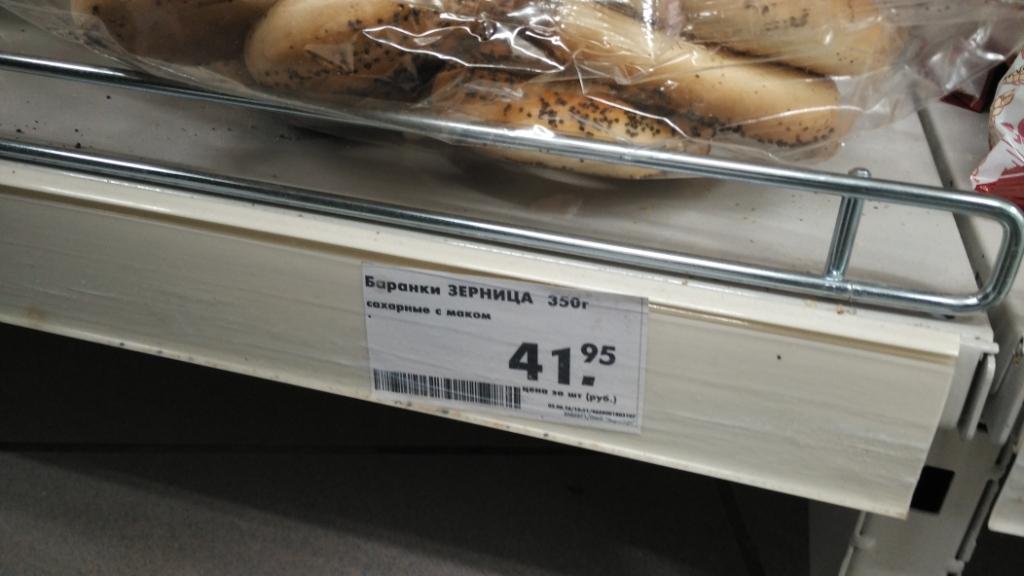 Баранки ЗЕРНИЦА 350г
сахарные с маком
41.95
цена за шт (руб.)